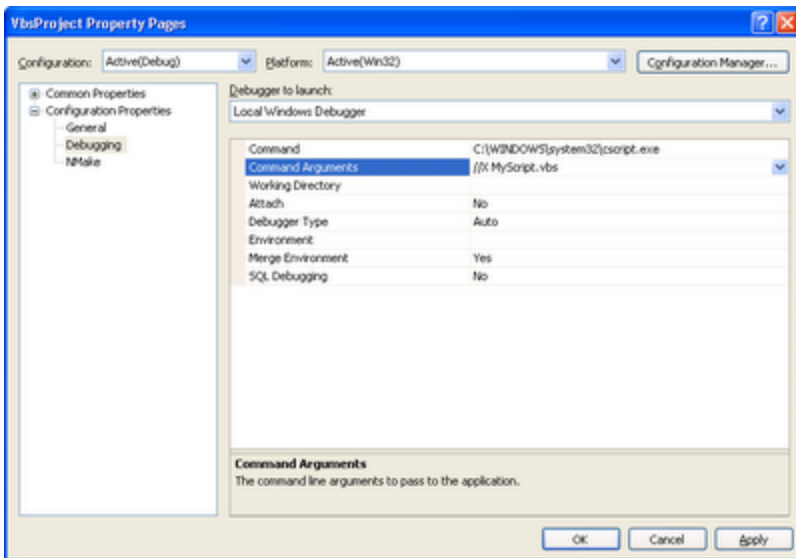 VbsProject Property Pages
Configuration: Active(Debug) Platform: Active(Win32) Configuration Manager...
Common Properties
Configuration Properties
General
Debugging
NMake
Debugger to launch:
Local Windows Debugger
Command C:\WINDOWS\system32\cscript.exe
Command Arguments //X MyScript.vbs
Working Directory
Attach No
Debugger Type Auto
Environment
Merge Environment Yes
SQL Debugging No
Command Arguments
The command line arguments to pass to the application.
OK Cancel Apply